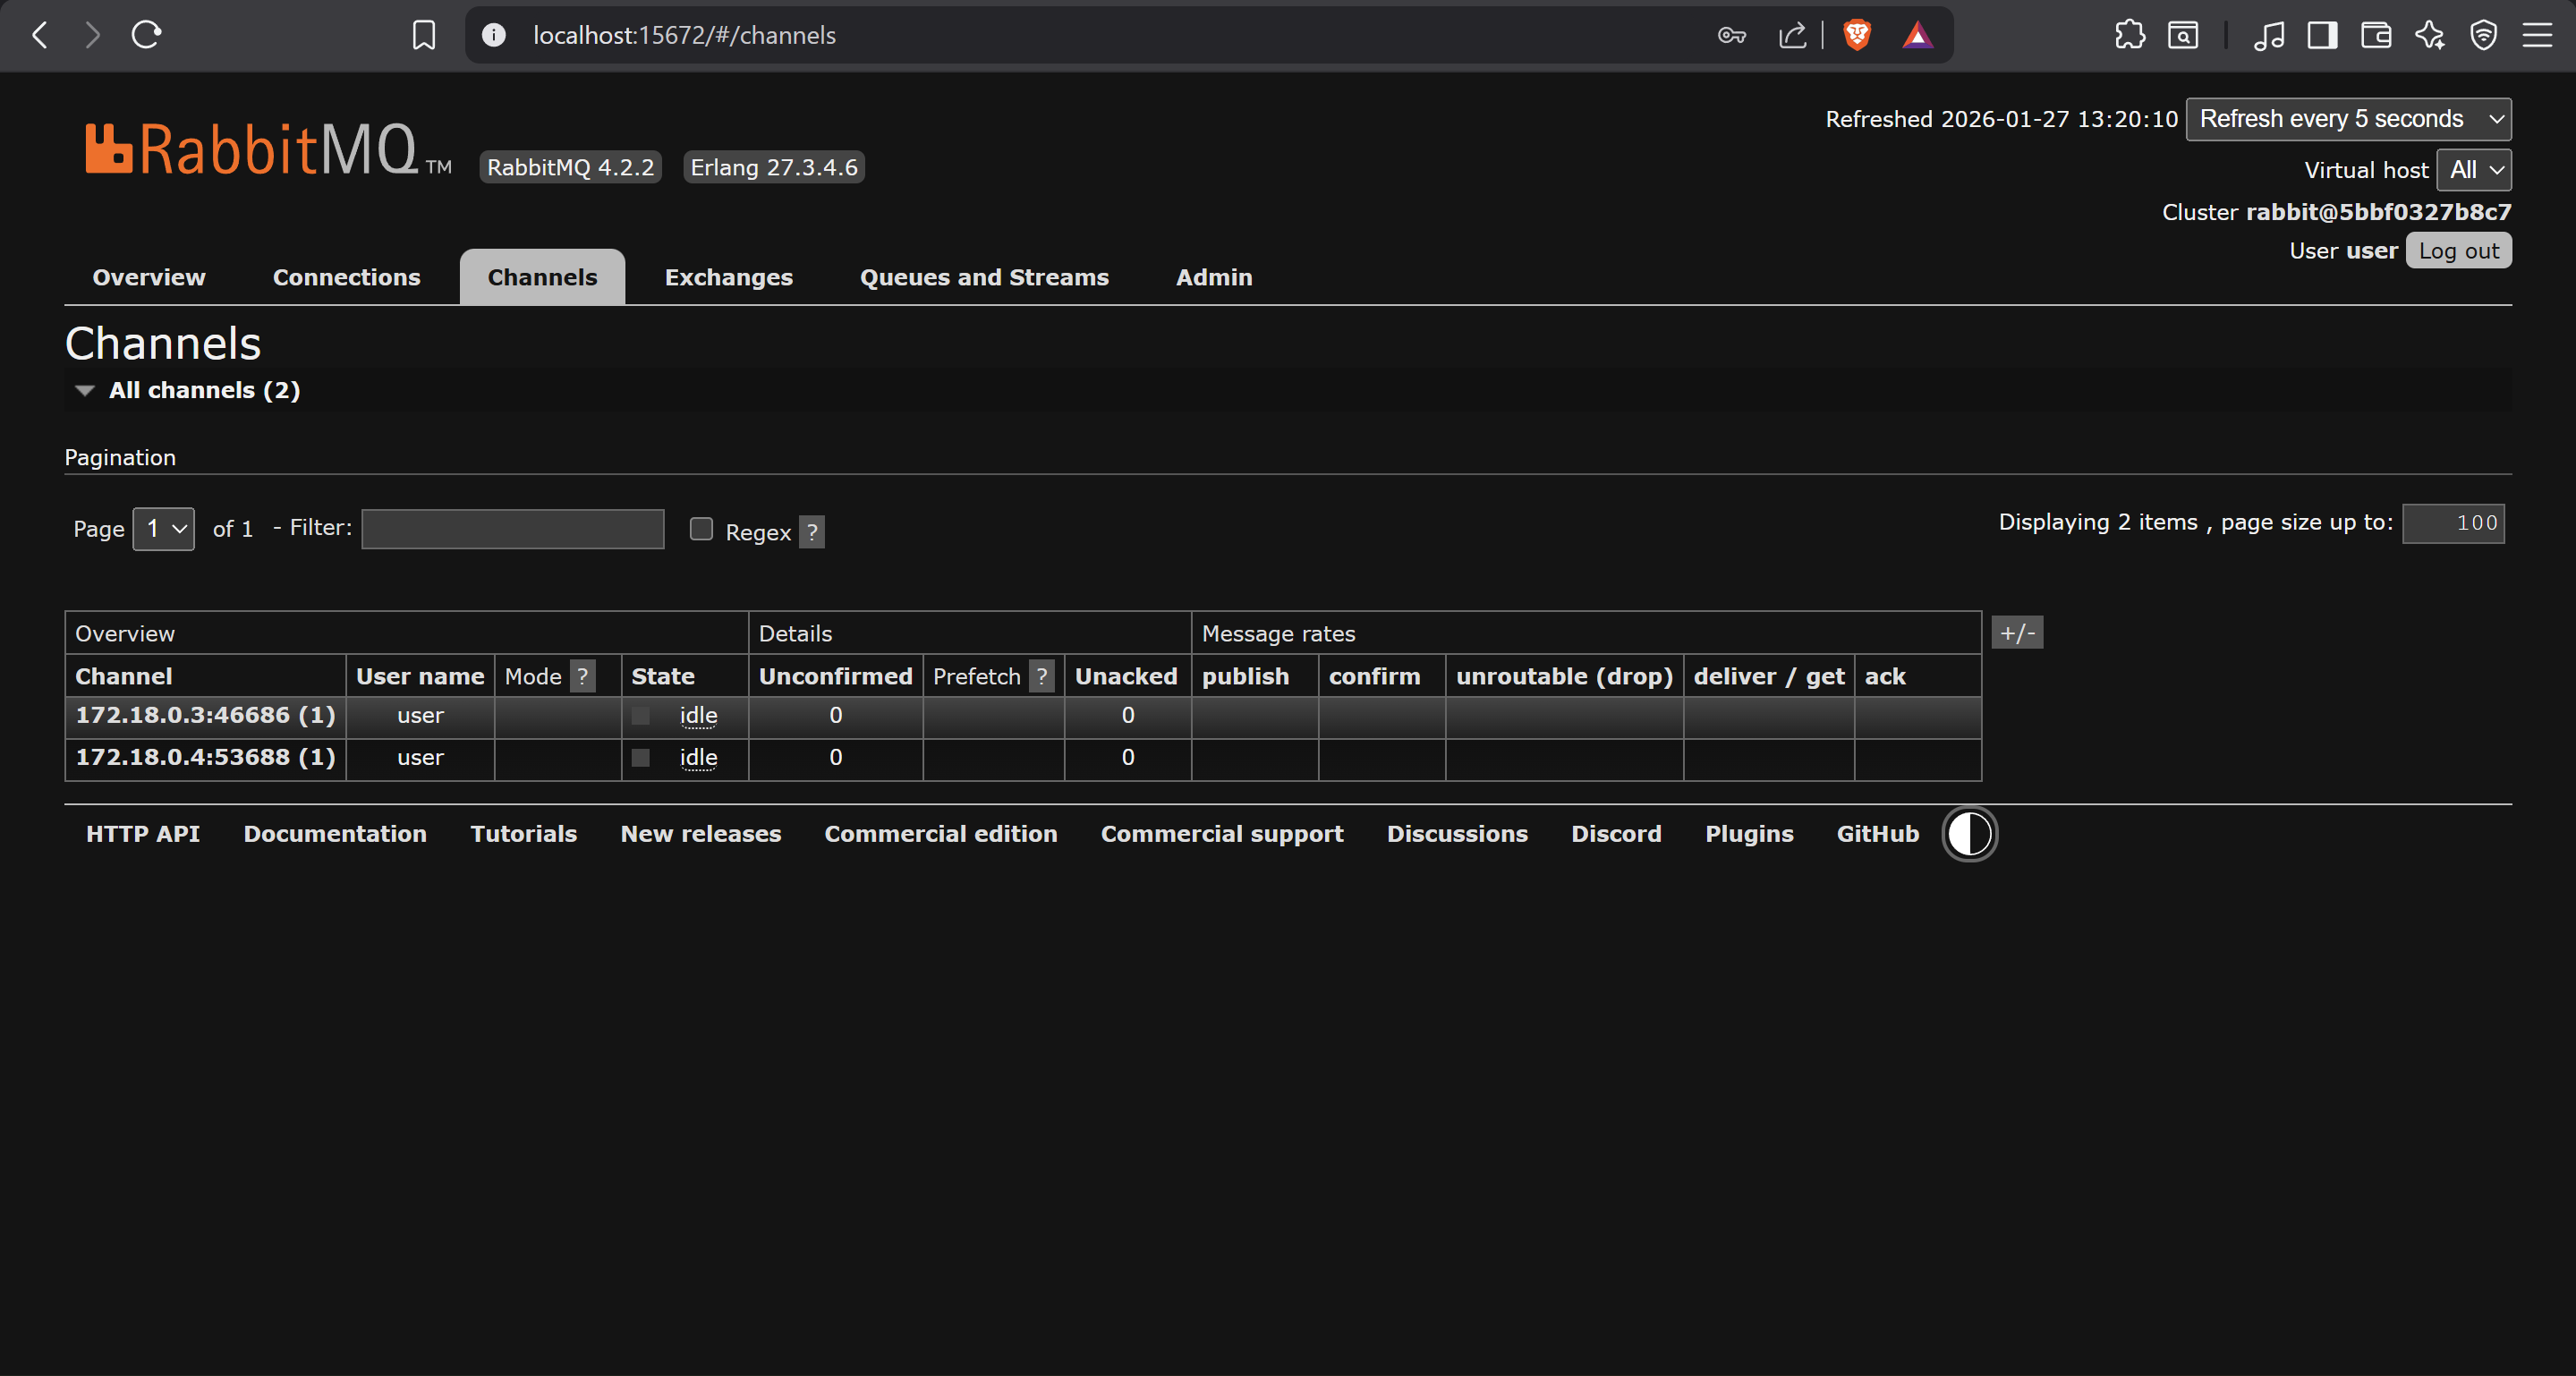 localhost:15672/#/channels
RabbitMQ TM RabbitMQ 4.2.2 Erlang 27.3.4.6
Refreshed 2026-01-27 13:20:10 Refresh every 5 seconds
Virtual host All
Cluster rabbit@5bbf0327b8c7
User user Log out
Overview Connections Channels Exchanges Queues and Streams Admin
Channels
All channels (2)
Pagination
Page 1 of 1 - Filter: Regex ? Displaying 2 items , page size up to: 100
Overview Details Message rates +/-
Channel User name Mode ? State Unconfirmed Prefetch ? Unacked publish confirm unroutable (drop) deliver / get ack
172.18.0.3:46686 (1) user idle 0 0
172.18.0.4:53688 (1) user idle 0 0
HTTP API Documentation Tutorials New releases Commercial edition Commercial support Discussions Discord Plugins GitHub